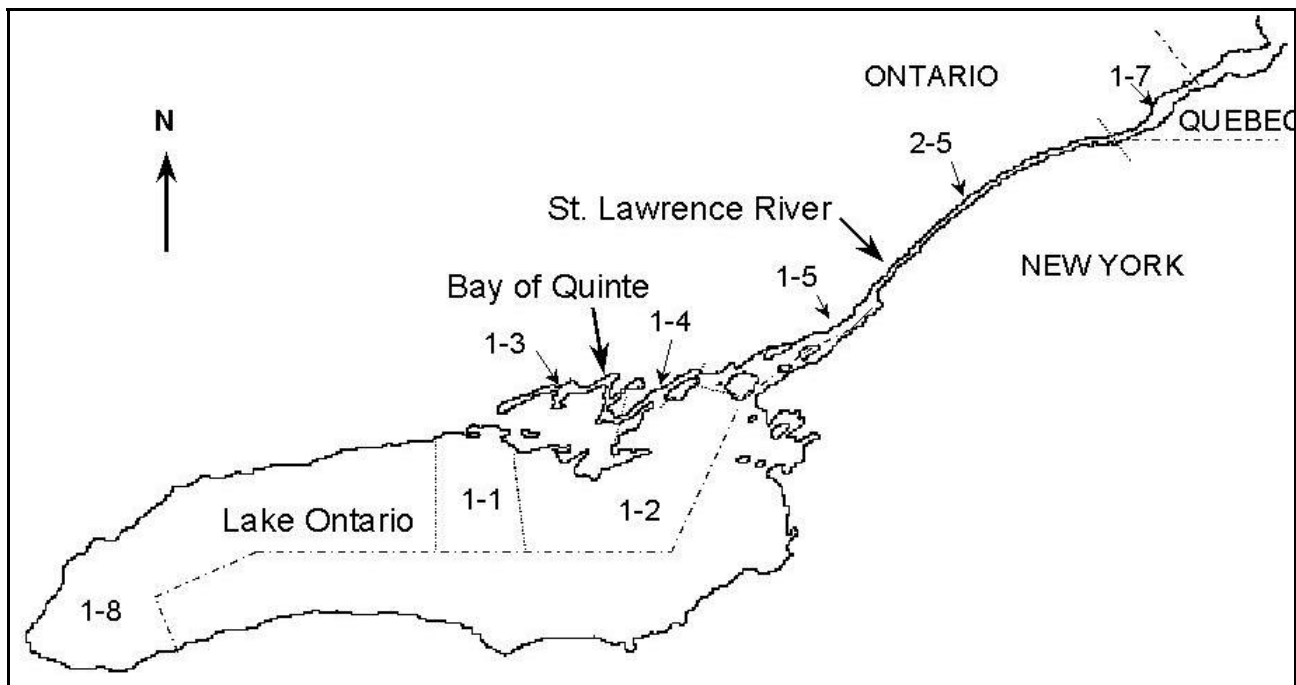 ONTARIO
1-7
N
QUEBEC
2-5
St. Lawrence River
NEW YORK
Bay of Quinte
1-5
1-4
1-3
1-1
1-2
Lake Ontario
1-8